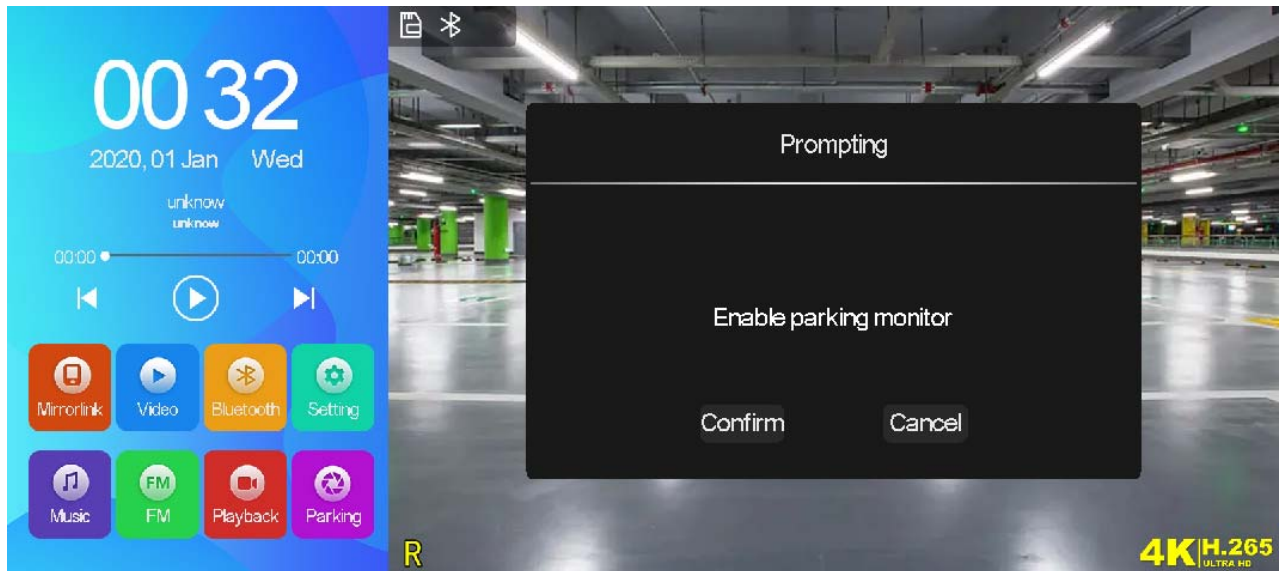 00 32
2020, 01 Jan Wed
unknow
unknow
00:00 00:00
Mirrorlink Video Bluetooth Setting
Music FM FM Playback Parking
Prompting
Enable parking monitor
Confirm Cancel
R
4K H.265
ULTRA HD